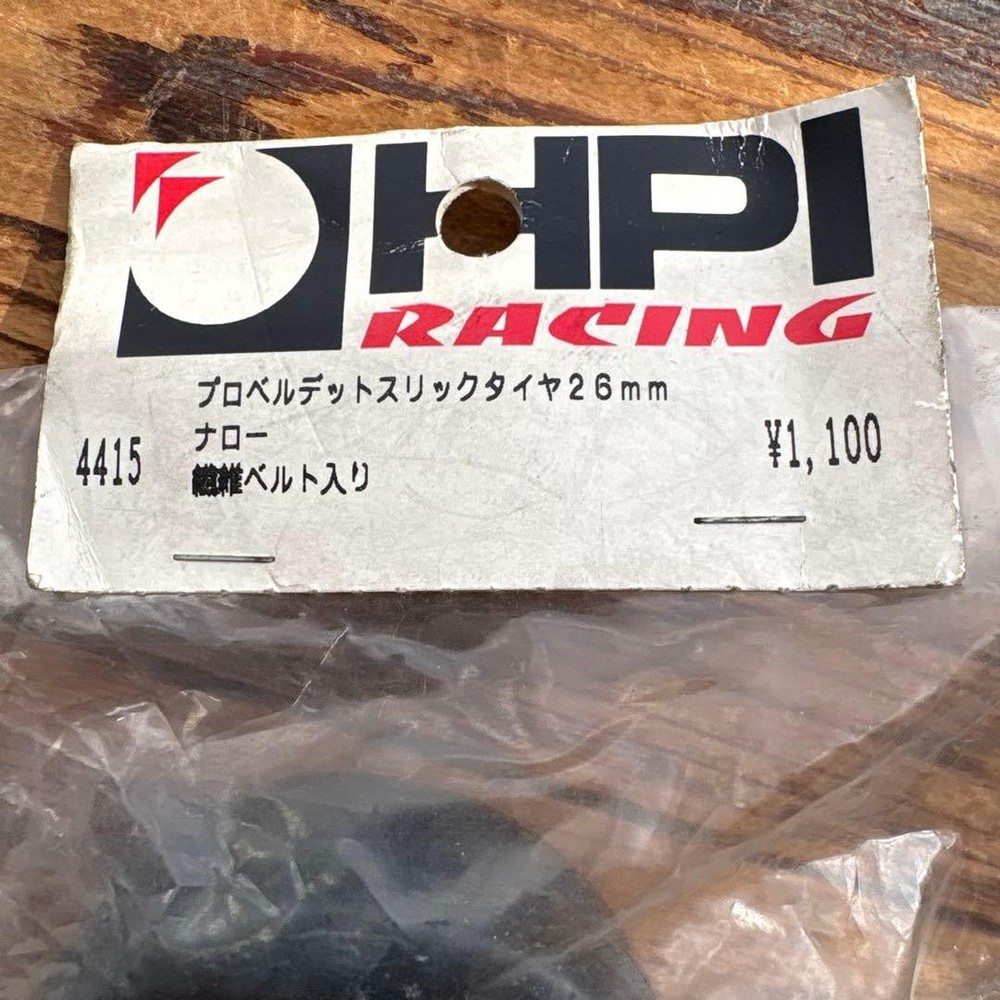 HPI
RACING
プロベルデットスリックタイヤ26mm
ナロー
4415
¥1,100
繊維ベルト入り